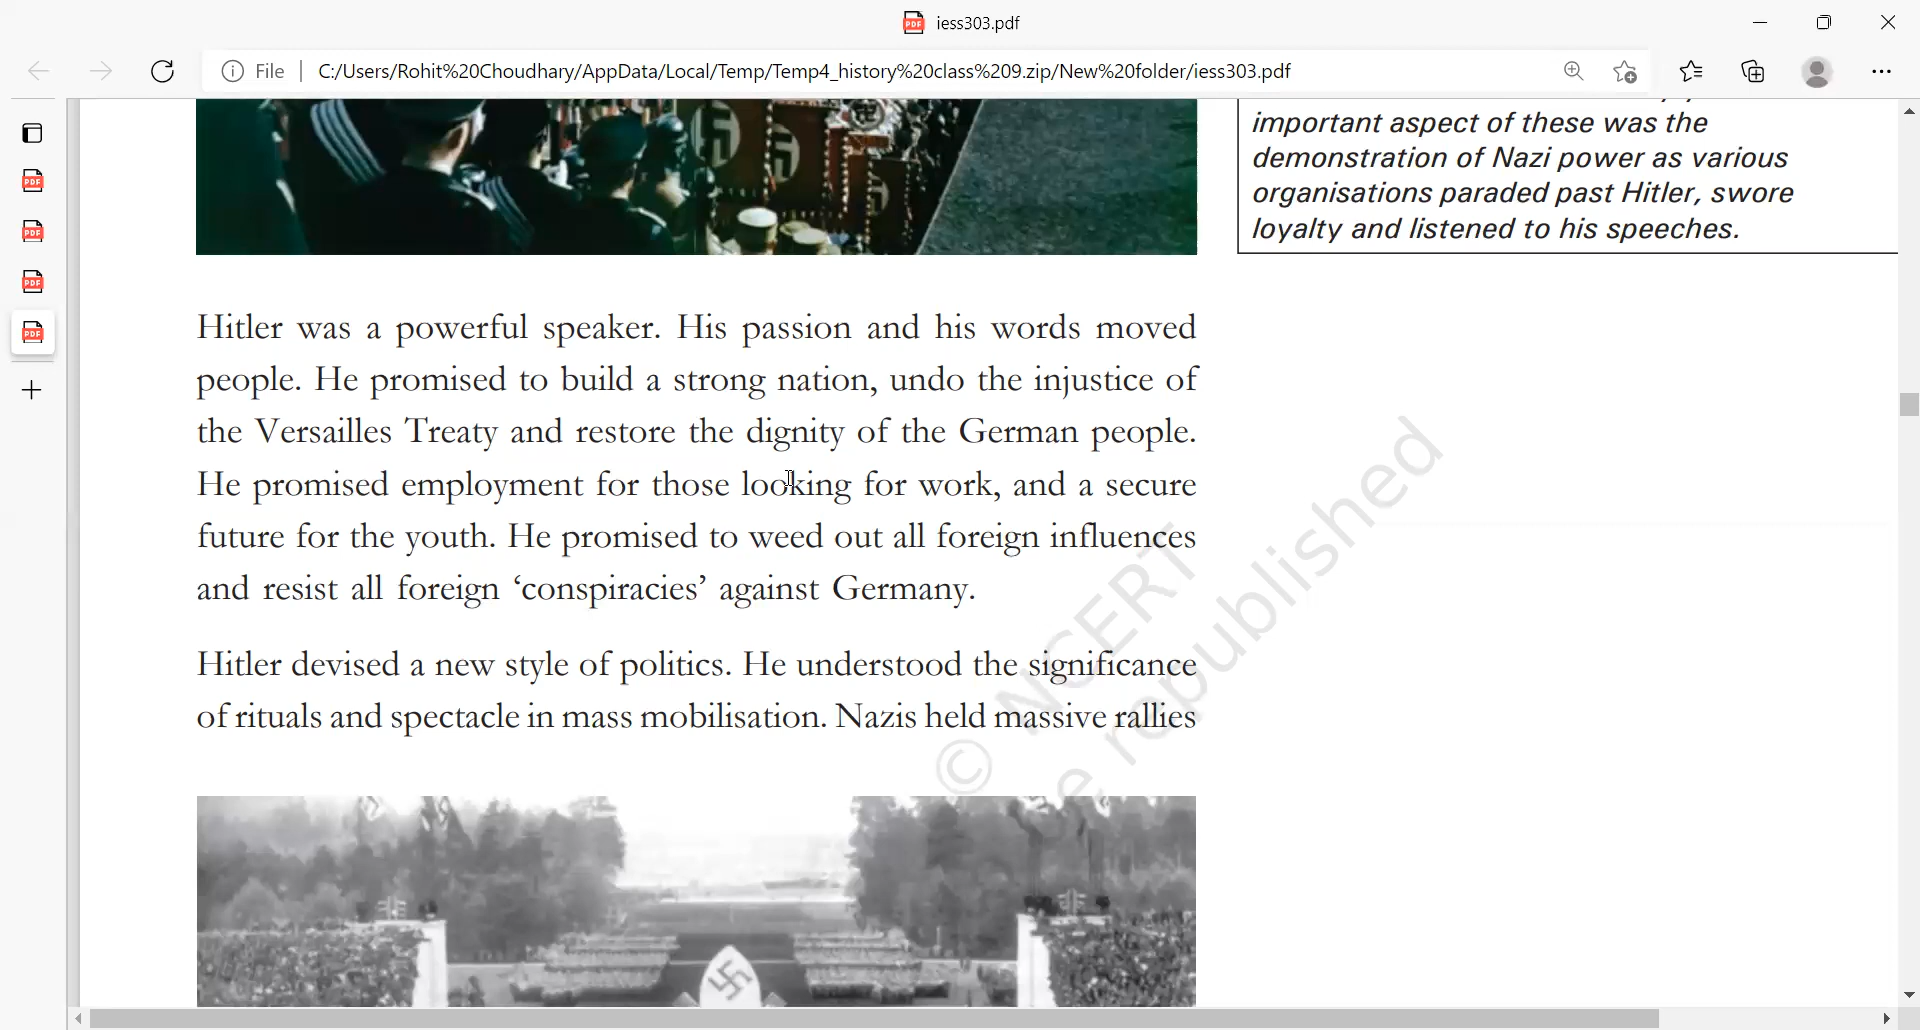 iess303.pdf
File
C:/Users/Rohit%20Choudhary/AppData/Local/Temp/Temp4_history%20class%209.zip/New%20folder/iess303.pdf
important aspect of these was the
demonstration of Nazi power as various
organisations paraded past Hitler, swore
loyalty and listened to his speeches.
Hitler was a powerful speaker. His passion and his words moved
people. He promised to build a strong nation, undo the injustice of
the Versailles Treaty and restore the dignity of the German people.
He promised employment for those looking for work, and a secure
future for the youth. He promised to weed out all foreign influences
and resist all foreign ‘conspiracies’ against Germany.
Hitler devised a new style of politics. He understood the significance
of rituals and spectacle in mass mobilisation. Nazis held massive rallies
© NCERT
e republished